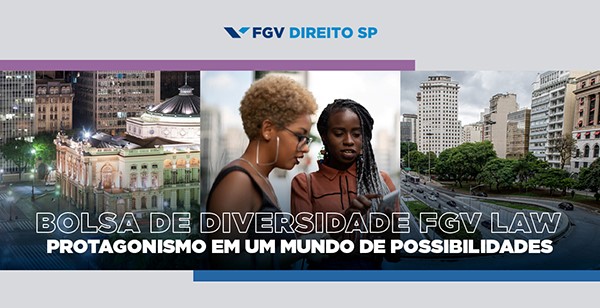 FGV DIREITO SP
BOLSA DE DIVERSIDADE FGV LAW
PROTAGONISMO EM UM MUNDO DE POSSIBILIDADES